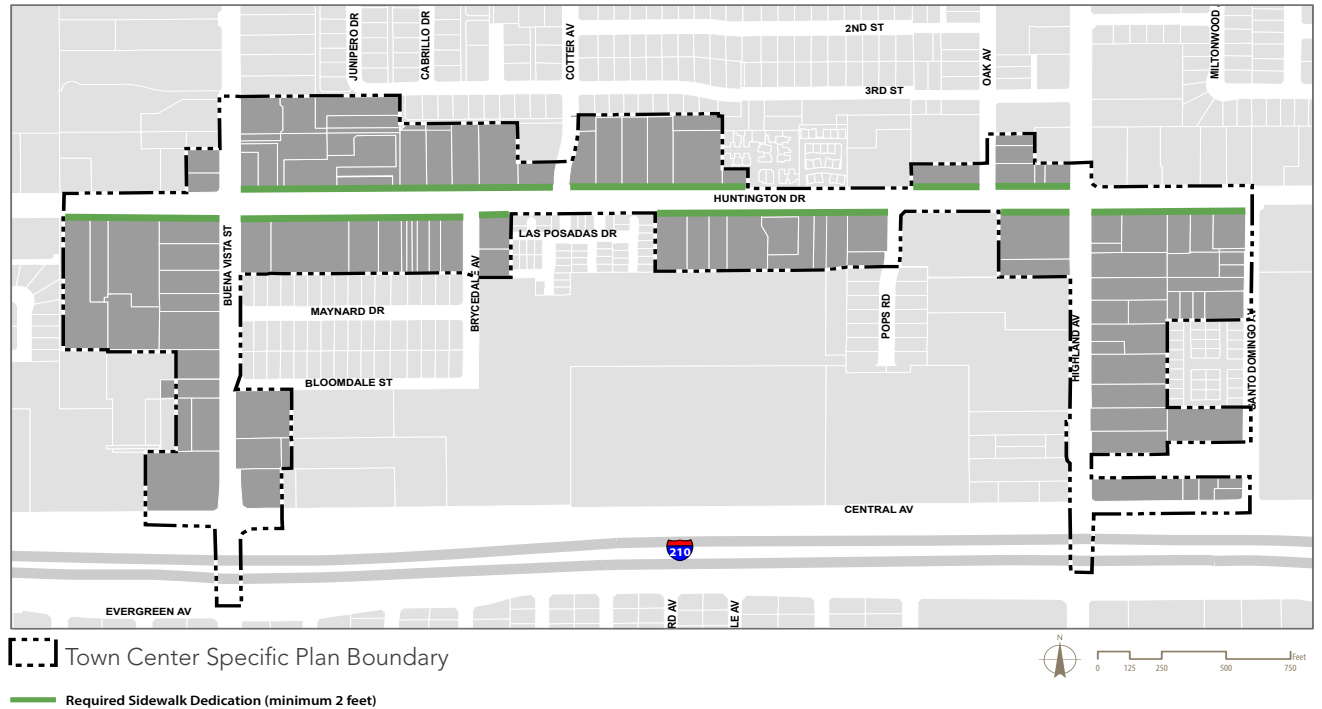 JUNIPERO DR
CABRILLO DR
COTTER AV
2ND ST
OAK AV
MILTONWOOD
3RD ST
HUNTINGTON DR
LAS POSADAS DR
BUENA VISTA ST
BRYCEDALE AV
MAYNARD DR
POPS RD
HIGHLAND AV
SANTO DOMINGO AV
BLOOMDALE ST
CENTRAL AV
210
EVERGREEN AV
RD AV
LE AV
Town Center Specific Plan Boundary
N
0 125 250 500 750 Feet
Required Sidewalk Dedication (minimum 2 feet)